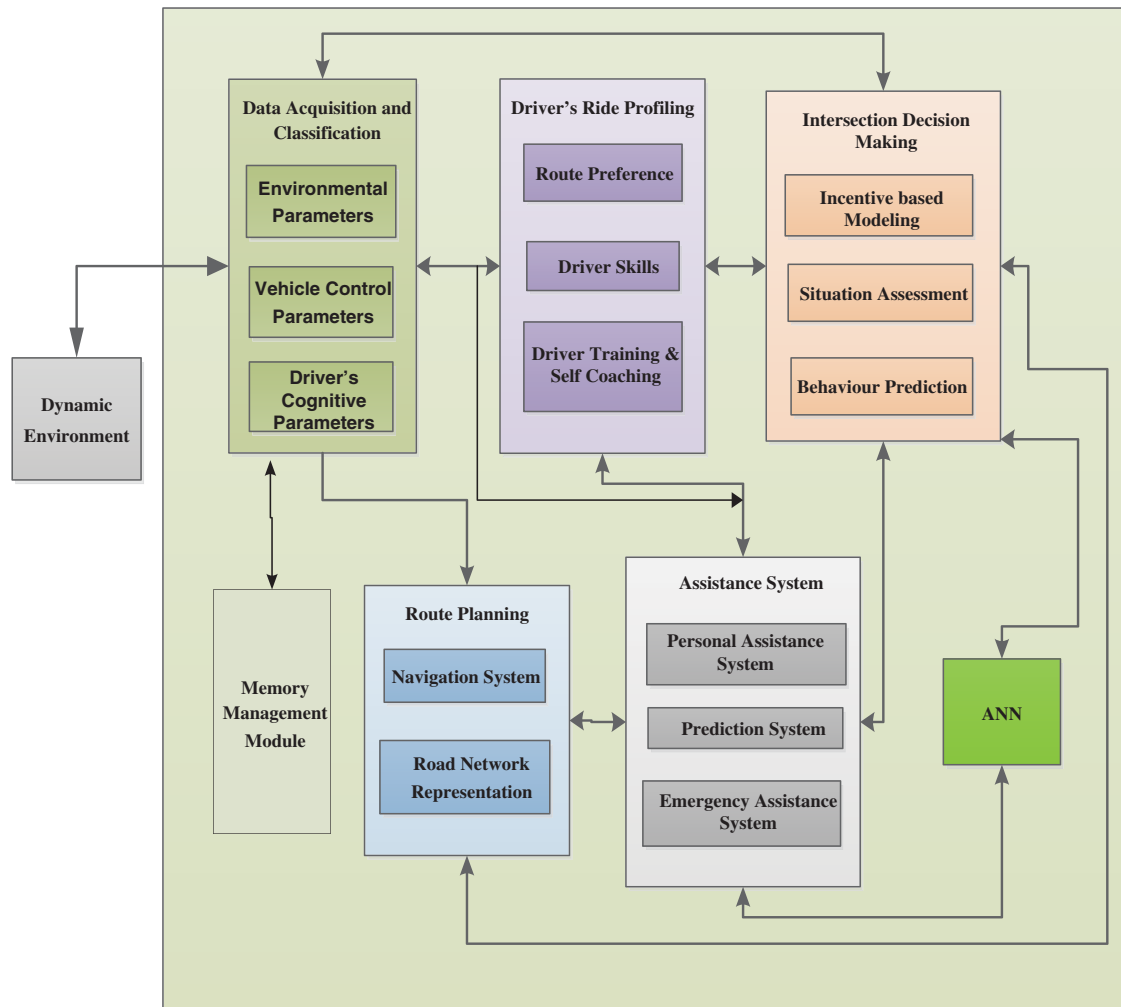 Data Acquisition and
Classification
Environmental
Parameters
Vehicle Control
Parameters
Driver's
Cognitive
Parameters
Driver's Ride Profiling
Route Preference
Driver Skills
Driver Training &
Self Coaching
Intersection Decision
Making
Incentive based
Modeling
Situation Assessment
Behaviour Prediction
Dynamic
Environment
Memory
Management
Module
Route Planning
Navigation System
Road Network
Representation
Assistance System
Personal Assistance
System
Prediction System
Emergency Assistance
System
ANN